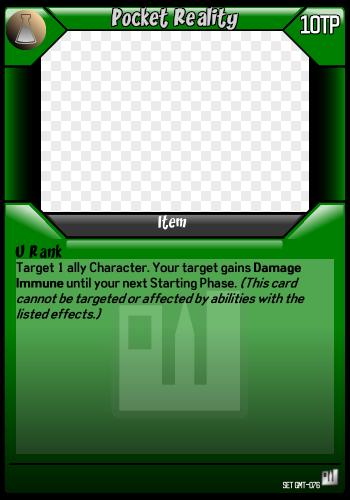 Pocket Reality
10TP
Item
U Rank
Target 1 ally Character. Your target gains Damage
Immune until your next Starting Phase. (This card
cannot be targeted or affected by abilities with the
listed effects.)
SET GMT-076